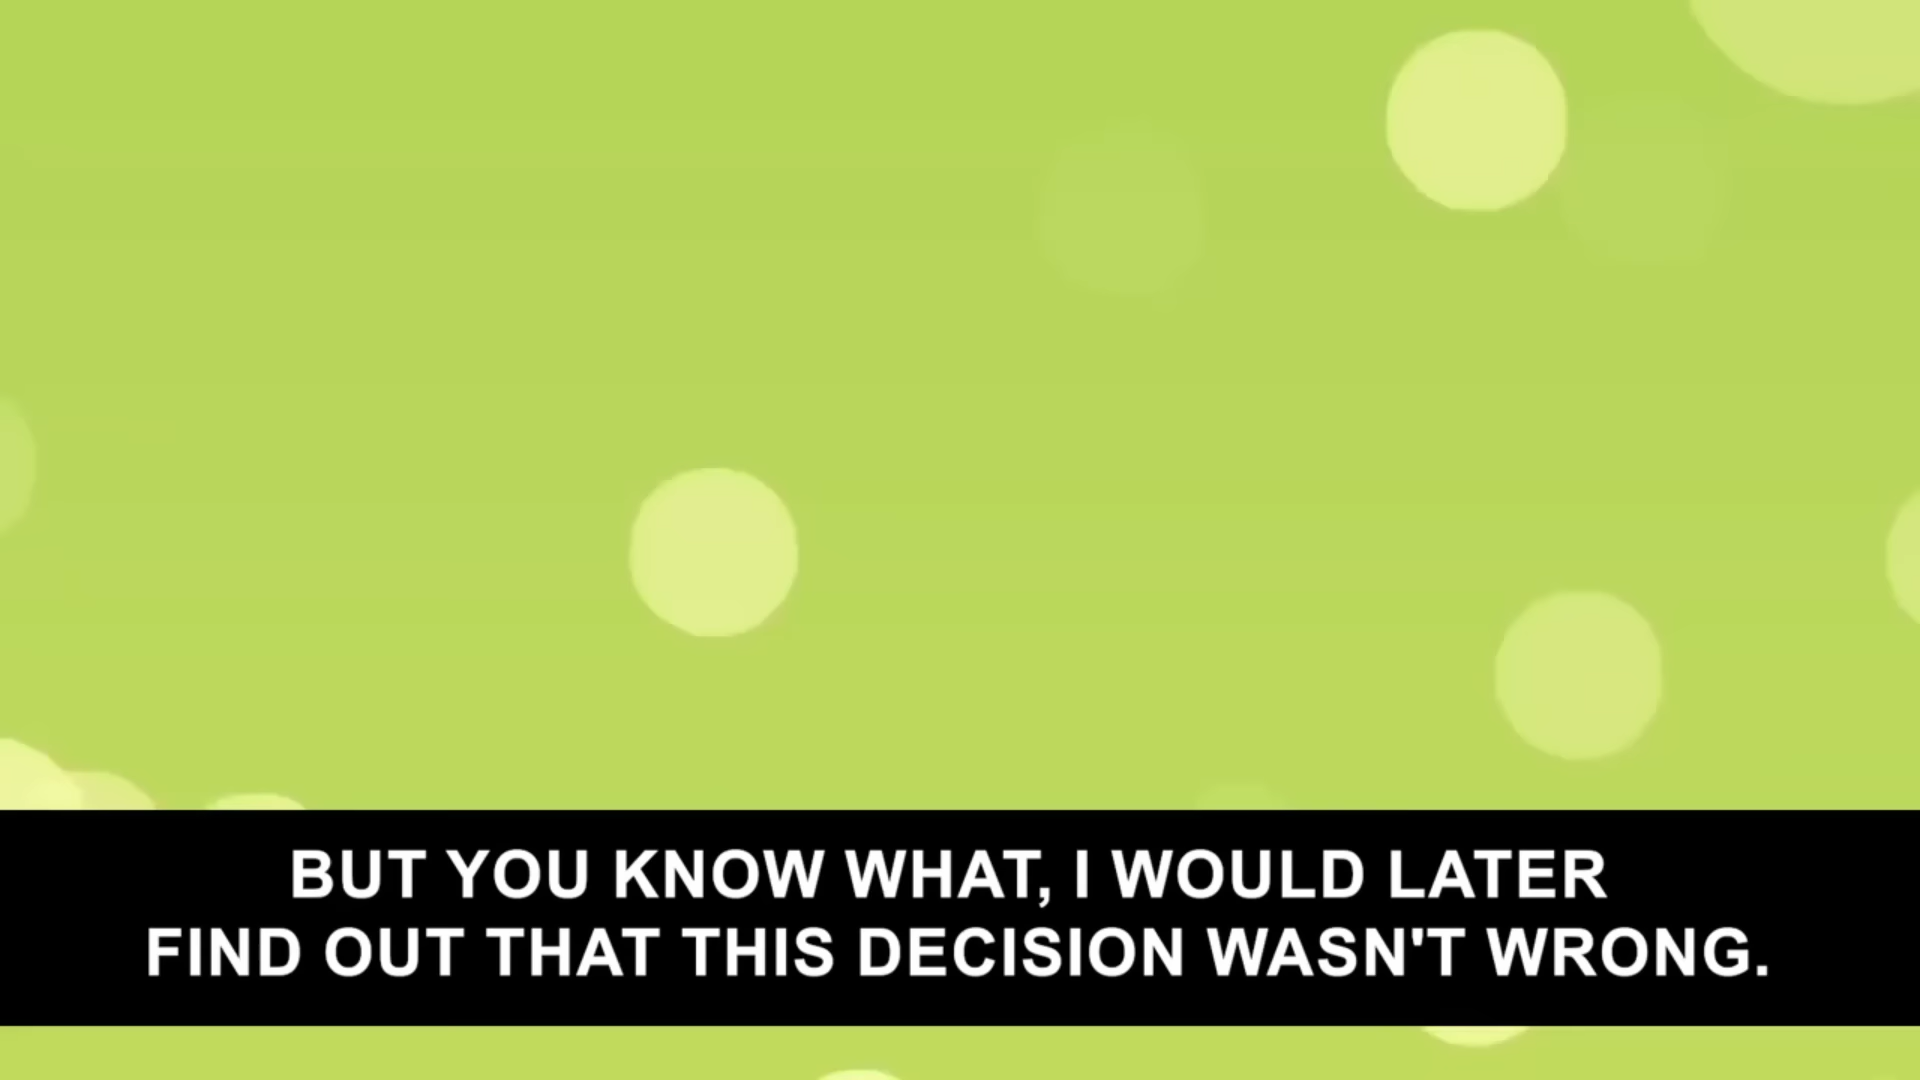 BUT YOU KNOW WHAT, I WOULD LATER
FIND OUT THAT THIS DECISION WASN'T WRONG.